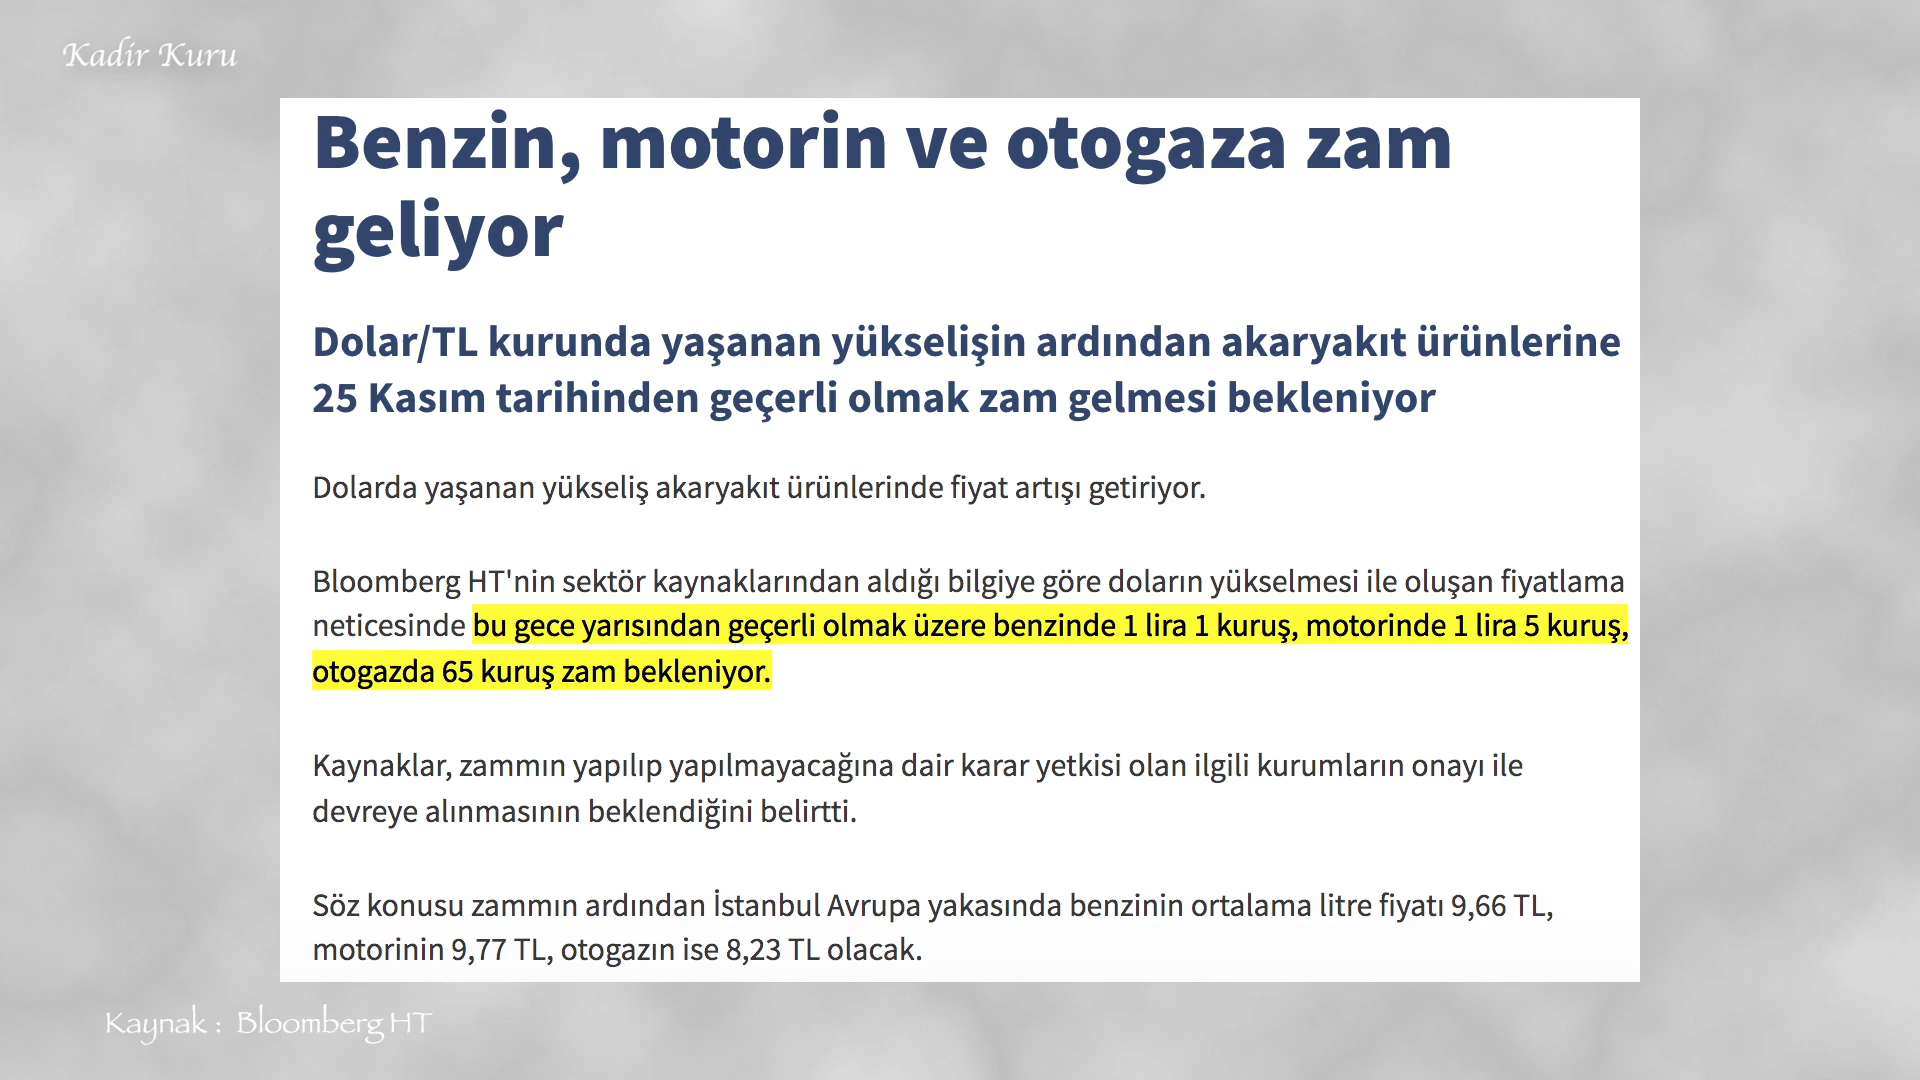 Kadir Kuru
Benzin, motorin ve otogaza zam
geliyor
Dolar/TL kurunda yaşanan yükselişin ardından akaryakıt ürünlerine
25 Kasım tarihinden geçerli olmak zam gelmesi bekleniyor
Dolarda yaşanan yükseliş akaryakıt ürünlerinde fiyat artışı getiriyor.
Bloomberg HT'nin sektör kaynaklarından aldığı bilgiye göre doların yükselmesi ile oluşan fiyatlama
neticesinde bu gece yarısından geçerli olmak üzere benzinde 1 lira 1 kuruş, motorinde 1 lira 5 kuruş,
otogazda 65 kuruş zam bekleniyor.
Kaynaklar, zammın yapılıp yapılmayacağına dair karar yetkisi olan ilgili kurumların onayı ile
devreye alınmasının beklendiğini belirtti.
Söz konusu zammın ardından İstanbul Avrupa yakasında benzinin ortalama litre fiyatı 9,66 TL,
motorinin 9,77 TL, otogazın ise 8,23 TL olacak.
Kaynak : Bloomberg HT